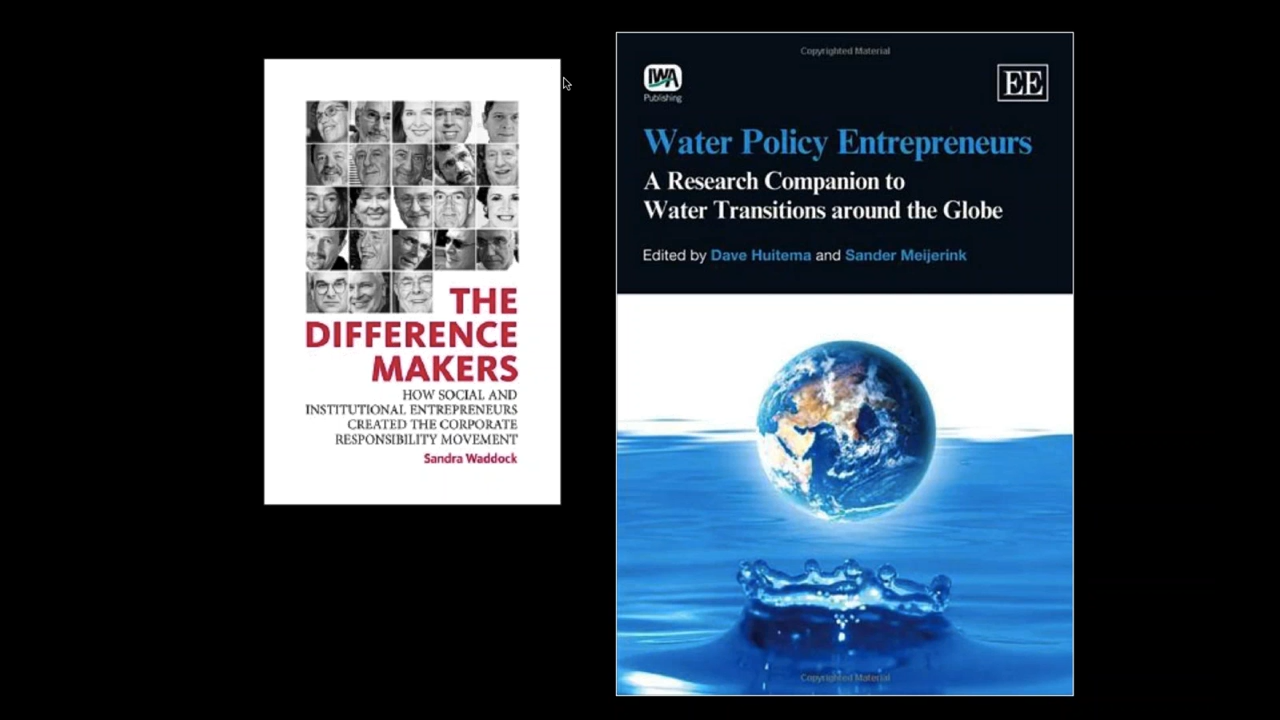 THE
DIFFERENCE
MAKERS
HOW SOCIAL AND
INSTITUTIONAL ENTREPRENEURS
CREATED THE CORPORATE
RESPONSIBILITY MOVEMENT
Sandra Waddock
Copyrighted Material
IWA
Publishing
EE
Water Policy Entrepreneurs
A Research Companion to
Water Transitions around the Globe
Edited by Dave Huitema and Sander Meijerink
Copyrighted Material